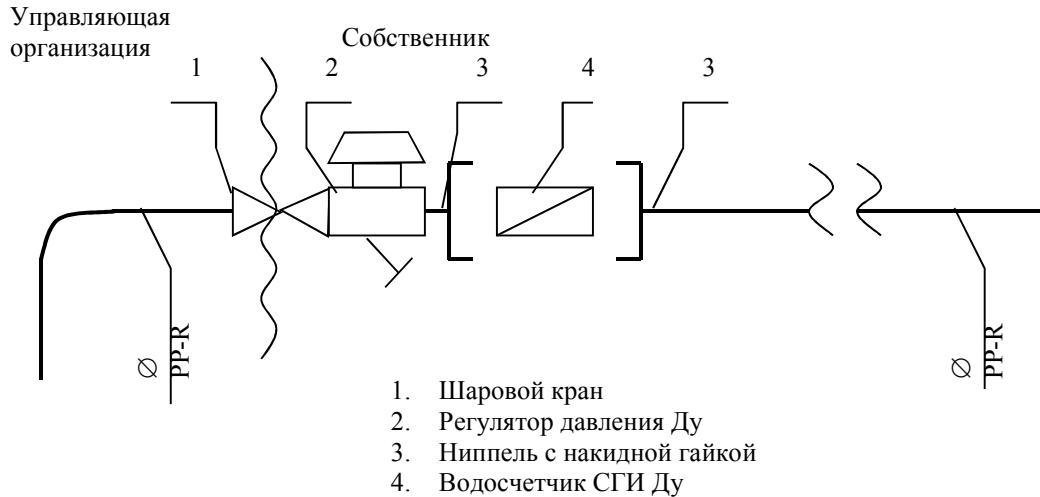 Управляющая
организация
Собственник
1
2
3
4
3
∅
PP-R
∅
PP-R
1. Шаровой кран
2. Регулятор давления Ду
3. Ниппель с накидной гайкой
4. Водосчетчик СГИ Ду